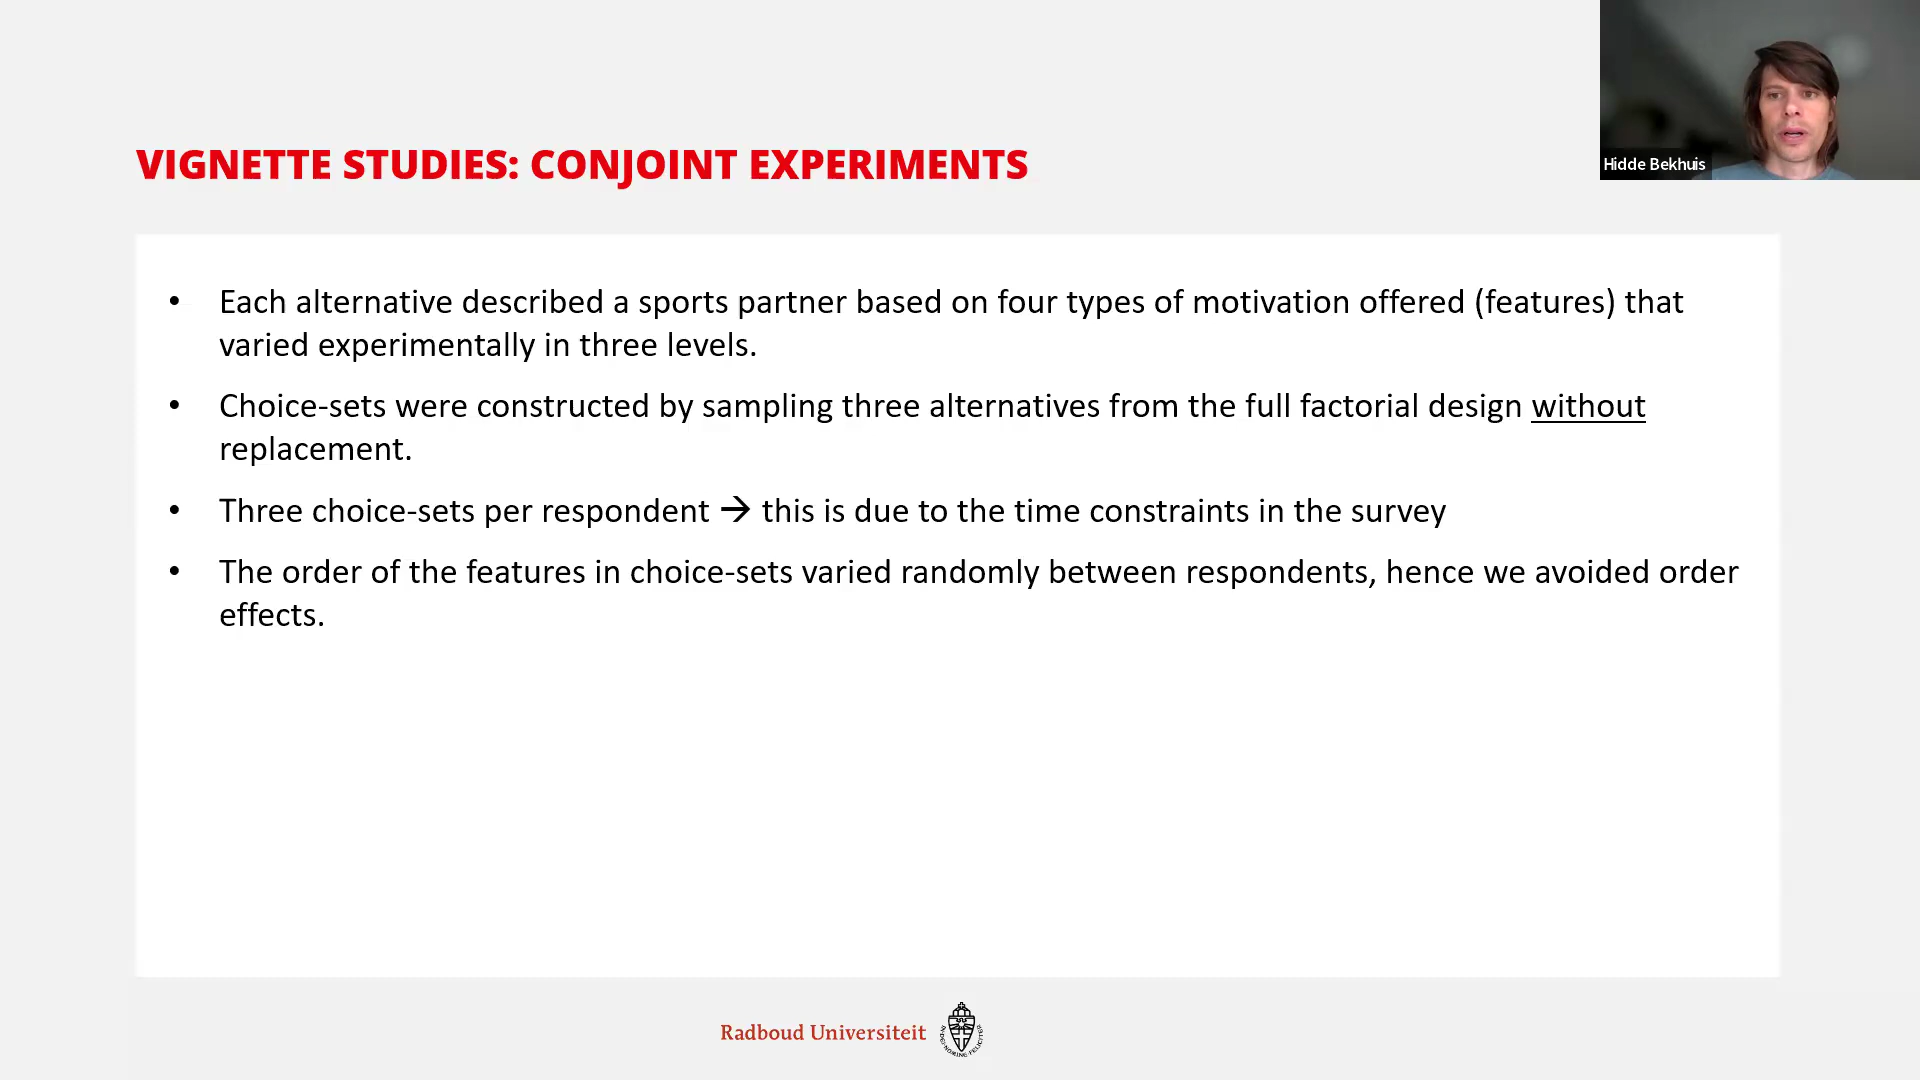 Hidde Bekhuis
VIGNETTE STUDIES: CONJOINT EXPERIMENTS
• Each alternative described a sports partner based on four types of motivation offered (features) that
varied experimentally in three levels.
• Choice-sets were constructed by sampling three alternatives from the full factorial design without
replacement.
• Three choice-sets per respondent → this is due to the time constraints in the survey
• The order of the features in choice-sets varied randomly between respondents, hence we avoided order
effects.
Radboud Universiteit